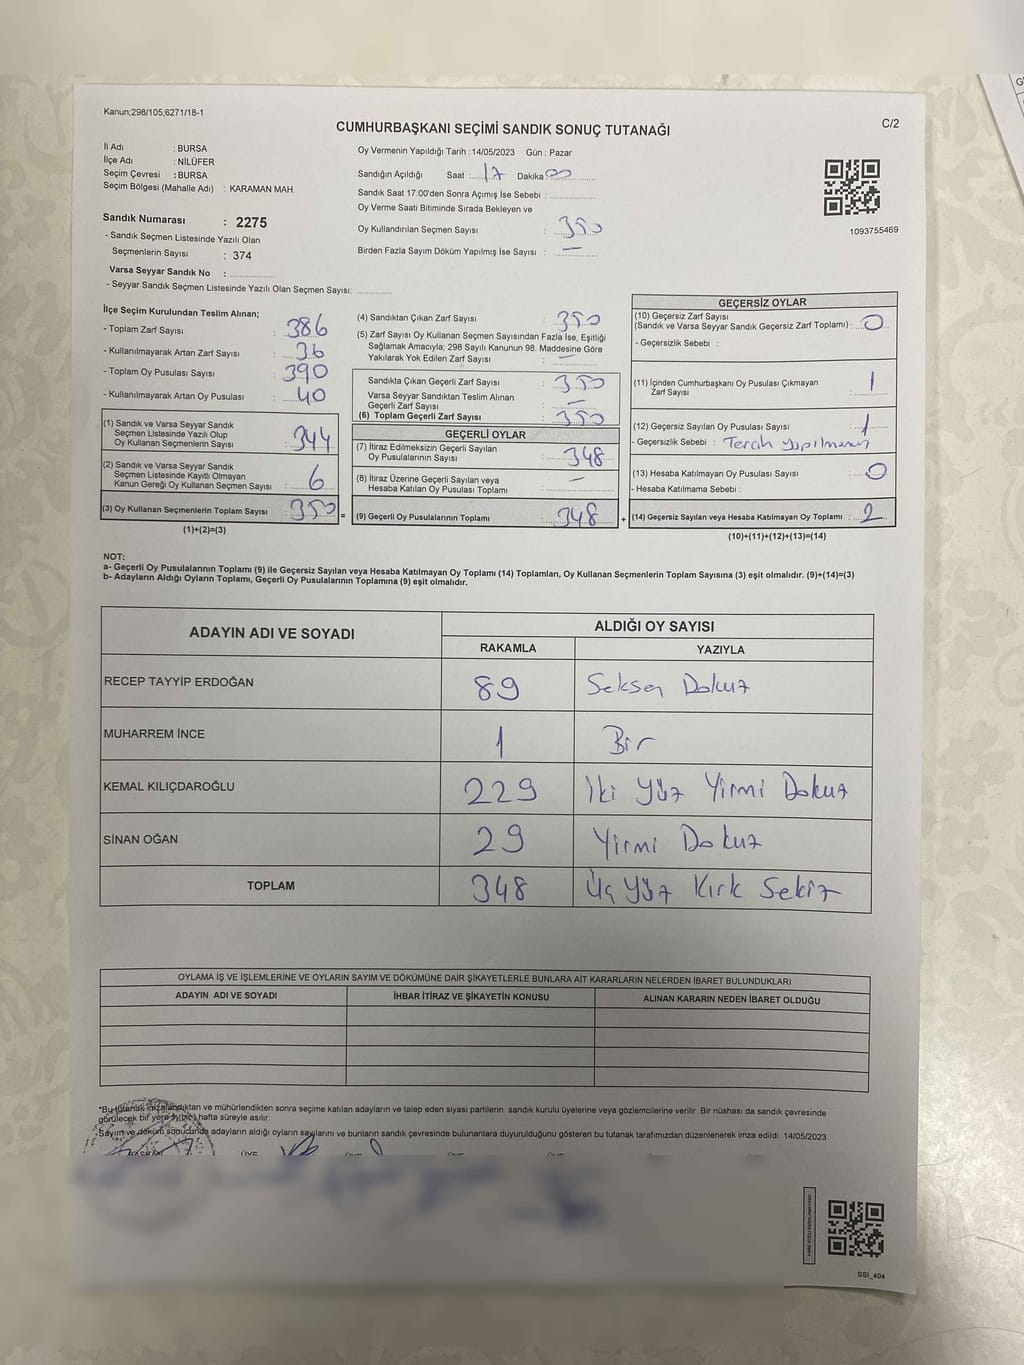 Kanun;298/105;6271/18-1
CUMHURBAŞKANI SEÇİMİ SANDIK SONUÇ TUTANAĞI
C/2
İl Adı : BURSA
İlçe Adı : NİLÜFER
Seçim Çevresi : BURSA
Seçim Bölgesi (Mahalle Adı) : KARAMAN MAH.
Sandık Numarası : 2275
- Sandık Seçmen Listesinde Yazılı Olan
Seçmenlerin Sayısı : 374
Varsa Seyyar Sandık No :
- Seyyar Sandık Seçmen Listesinde Yazılı Olan Seçmen Sayısı:
Oy Vermenin Yapıldığı Tarih :14/05/2023 Gün : Pazar
Sandığın Açıldığı Saat : 17 Dakika 00
Sandık Saat 17:00'den Sonra Açımış İse Sebebi :
Oy Verme Saati Bitiminde Sırada Bekleyen ve
Oy Kullandırılan Seçmen Sayısı : 350
Birden Fazla Sayım Döküm Yapılmış İse Sayısı : —
1093755469
İlçe Seçim Kurulundan Teslim Alınan;
- Toplam Zarf Sayısı : 386
- Kullanılmayarak Artan Zarf Sayısı : 36
- Toplam Oy Pusulası Sayısı : 390
- Kullanılmayarak Artan Oy Pusulası : 40
(1) Sandık ve Varsa Seyyar Sandık
Seçmen Listesinde Yazılı Olup
Oy Kullanan Seçmenlerin Sayısı : 344
(2) Sandık ve Varsa Seyyar Sandık
Seçmen Listesinde Kayıtlı Olmayan
Kanun Gereği Oy Kullanan Seçmen Sayısı : 6
(3) Oy Kullanan Seçmenlerin Toplam Sayısı : 350
(1)+(2)=(3)
(4) Sandıktan Çıkan Zarf Sayısı : 350
(5) Zarf Sayısı Oy Kullanan Seçmen Sayısından Fazla İse, Eşitliği
Sağlamak Amacıyla; 298 Sayılı Kanunun 98. Maddesine Göre
Yakılarak Yok Edilen Zarf Sayısı : —
Sandıkta Çıkan Geçerli Zarf Sayısı : 350
Varsa Seyyar Sandıktan Teslim Alınan
Geçerli Zarf Sayısı : —
(6) Toplam Geçerli Zarf Sayısı : 350
GEÇERLİ OYLAR
(7) İtiraz Edilmeksizin Geçerli Sayılan
Oy Pusulalarının Sayısı : 348
(8) İtiraz Üzerine Geçerli Sayılan veya
Hesaba Katılan Oy Pusulası Toplamı : —
= (9) Geçerli Oy Pusulalarının Toplamı : 348
GEÇERSİZ OYLAR
(10) Geçersiz Zarf Sayısı
(Sandık ve Varsa Seyyar Sandık Geçersiz Zarf Toplamı) : 0
- Geçersizlik Sebebi :
(11) İçinden Cumhurbaşkanı Oy Pusulası Çıkmayan
Zarf Sayısı : 1
(12) Geçersiz Sayılan Oy Pusulası Sayısı : 1
- Geçersizlik Sebebi : Tercih Yapılmamış
(13) Hesaba Katılmayan Oy Pusulası Sayısı : 0
- Hesaba Katılmama Sebebi :
+ (14) Geçersiz Sayılan veya Hesaba Katılmayan Oy Toplamı : 2
(10)+(11)+(12)+(13)=(14)
NOT:
a- Geçerli Oy Pusulalarının Toplamı (9) ile Geçersiz Sayılan veya Hesaba Katılmayan Oy Toplamı (14) Toplamları, Oy Kullanan Seçmenlerin Toplam Sayısına (3) eşit olmalıdır. (9)+(14)=(3)
b- Adayların Aldığı Oyların Toplamı, Geçerli Oy Pusulalarının Toplamına (9) eşit olmalıdır.
ADAYIN ADI VE SOYADI ALDIĞI OY SAYISI
RAKAMLA YAZIYLA
RECEP TAYYİP ERDOĞAN 89 Seksen Dokuz
MUHARREM İNCE 1 Bir
KEMAL KILIÇDAROĞLU 229 İki Yüz Yirmi Dokuz
SİNAN OĞAN 29 Yirmi Dokuz
TOPLAM 348 Üç Yüz Kırk Sekiz
OYLAMA İŞ VE İŞLEMLERİNE VE OYLARIN SAYIM VE DÖKÜMÜNE DAİR ŞİKAYETLERLE BUNLARA AİT KARARLARIN NELERDEN İBARET BULUNDUKLARI
ADAYIN ADI VE SOYADI İHBAR İTİRAZ VE ŞİKAYETİN KONUSU ALINAN KARARIN NEDEN İBARET OLDUĞU
*Bu tutanak imzalandıktan ve mühürlendikten sonra seçime katılan adayların ve talep eden siyasi partilerin sandık kurulu üyelerine veya gözlemcilerine verilir .Bir nüshası da sandık çevresinde
görülecek bir yere 1 (bir) hafta süreyle asılır.
Sayım ve döküm sonucunda adayların aldığı oyların sayılarını ve bunların sandık çevresinde bulunanlara duyurulduğunu gösteren bu tutanak tarafımızdan düzenlenerek imza edildi. 14/05/2023
SSİ_404